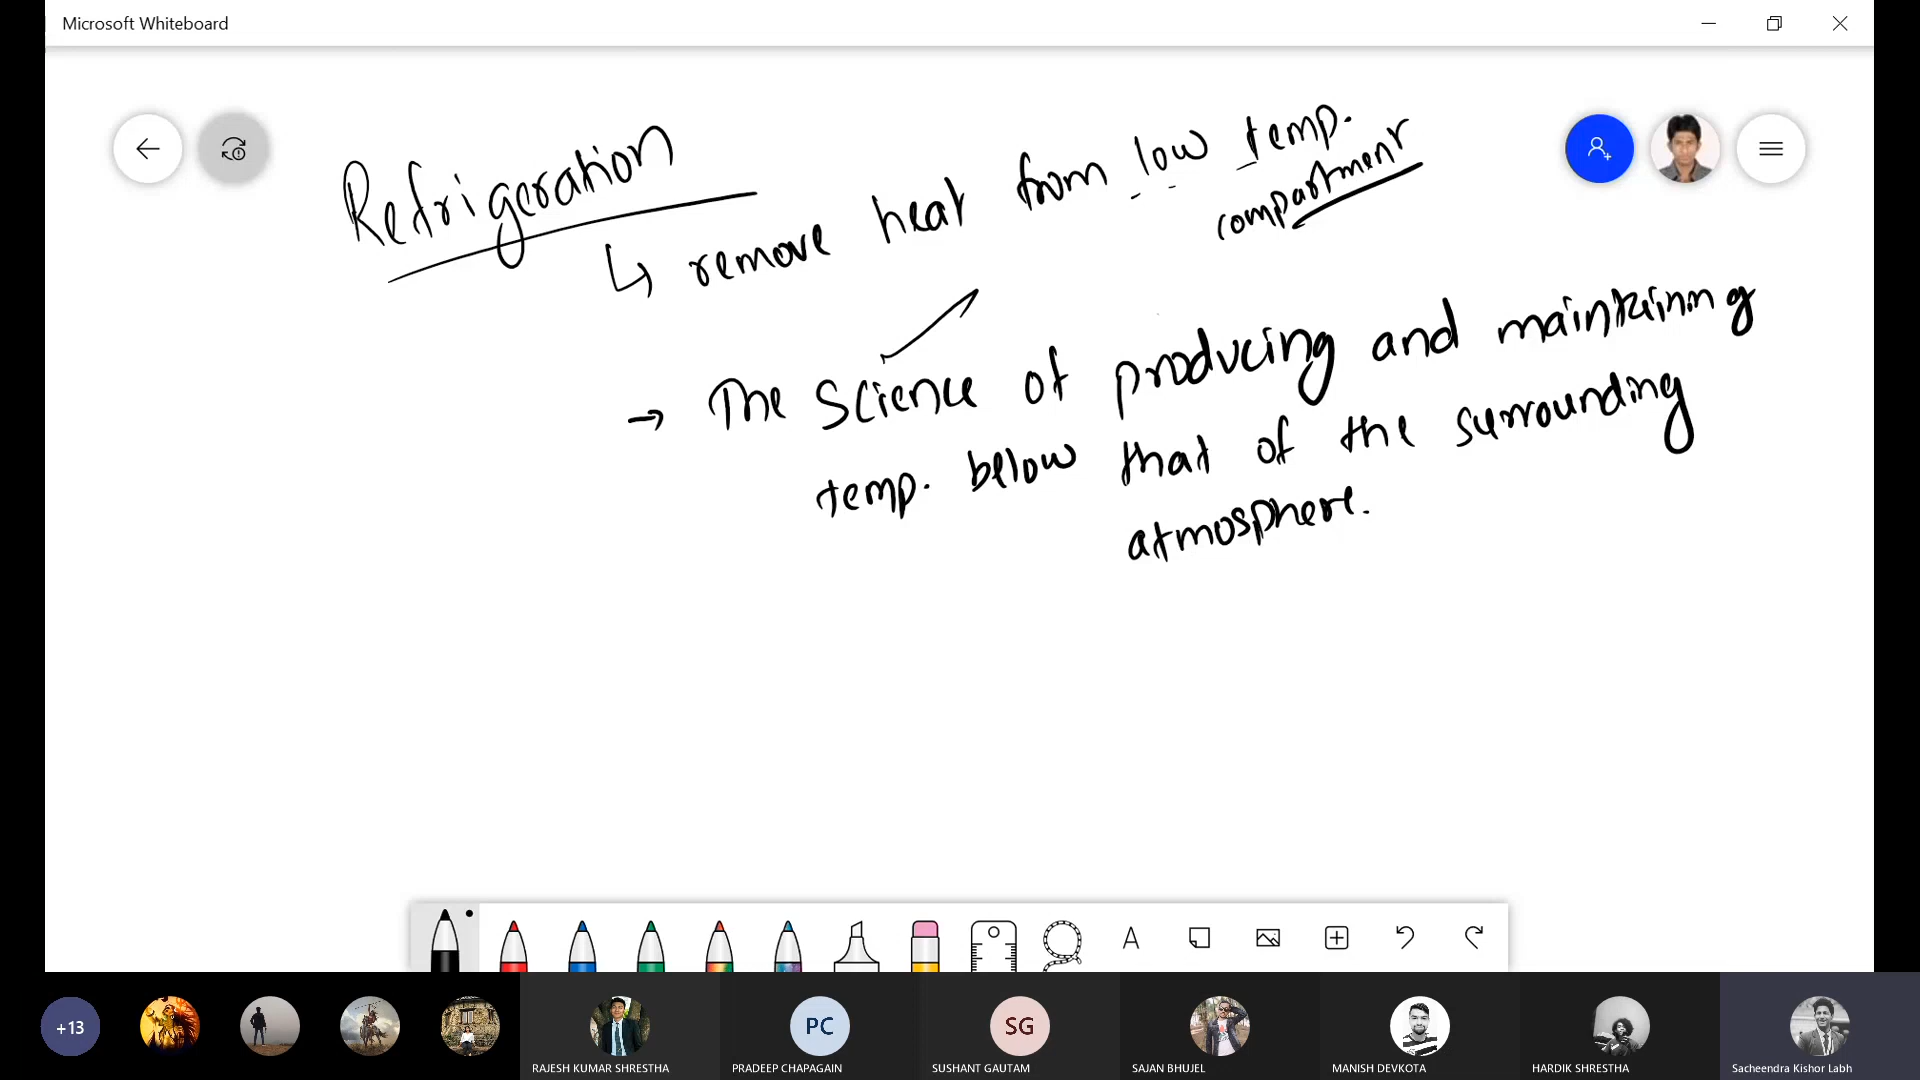 Microsoft Whiteboard
Refrigeration
↳ remove heat from low temp.
compartment
→ The science of producing and maintaining
temp. below that of the surrounding
atmosphere.
A
+13
PC
SG
RAJESH KUMAR SHRESTHA
PRADEEP CHAPAGAIN
SUSHANT GAUTAM
SAJAN BHUJEL
MANISH DEVKOTA
HARDIK SHRESTHA
Sacheendra Kishor Labh